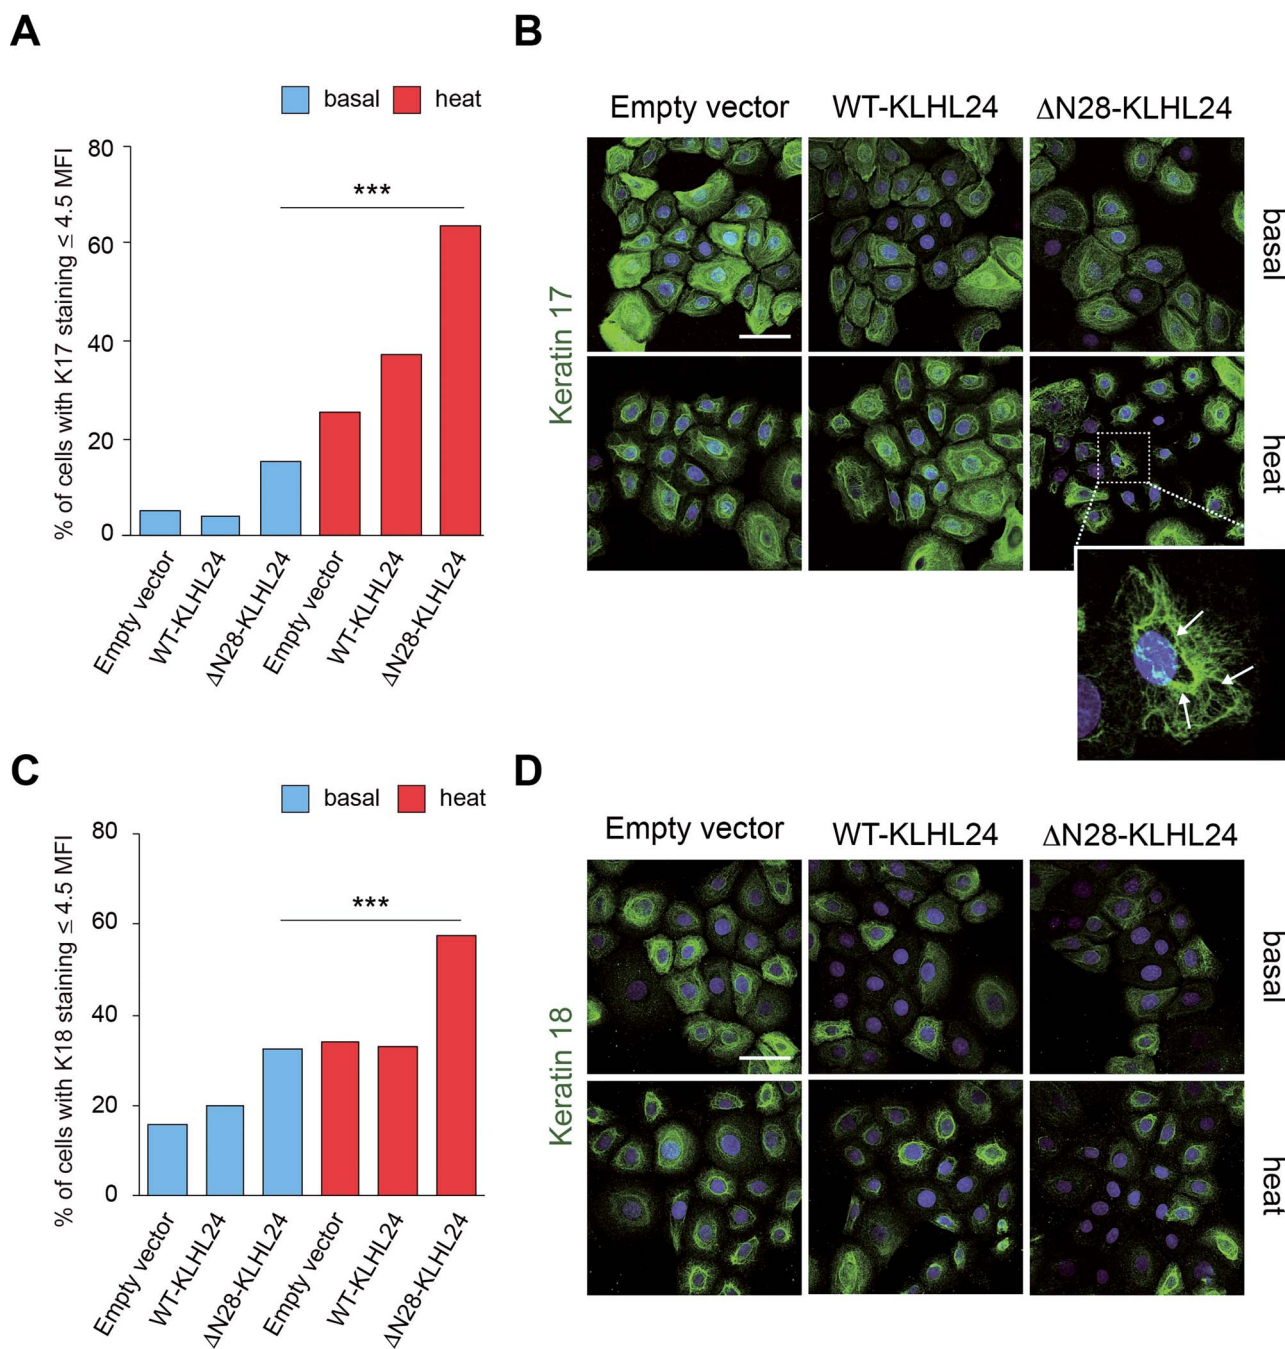 A
basal heat
% of cells with K17 staining ≤ 4.5 MFI
80
60
40
20
0
***
Empty vector
WT-KLHL24
ΔN28-KLHL24
Empty vector
WT-KLHL24
ΔN28-KLHL24
B
Empty vector WT-KLHL24 ΔN28-KLHL24
Keratin 17
basal
heat
C
basal heat
% of cells with K18 staining ≤ 4.5 MFI
80
60
40
20
0
***
Empty vector
WT-KLHL24
ΔN28-KLHL24
Empty vector
WT-KLHL24
ΔN28-KLHL24
D
Empty vector WT-KLHL24 ΔN28-KLHL24
Keratin 18
basal
heat